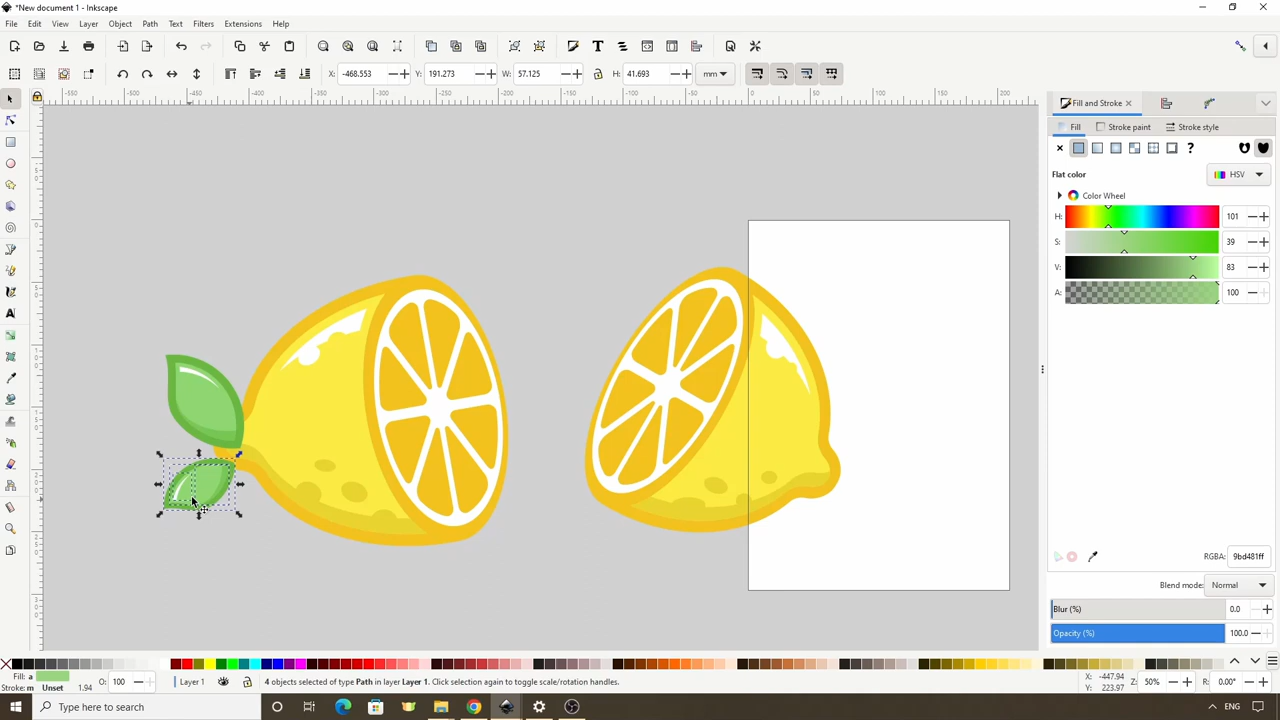 *New document 1 - Inkscape
File Edit View Layer Object Path Text Filters Extensions Help
X: -468.553 Y: 191.273 W: 57.125 H: 41.693 mm
Fill and Stroke
Fill Stroke paint Stroke style
Flat color HSV
Color Wheel
H: 101
S: 39
V: 83
A: 100
RGBA: 9bd481ff
Blend mode: Normal
Blur (%) 0.0
Opacity (%) 100.0
Fill: a
Stroke: m Unset 1.94
O: 100
Layer 1
4 objects selected of type Path in layer Layer 1. Click selection again to toggle scale/rotation handles.
X: -447.94
Y: 223.97
Z: 50%
R: 0.00°
Type here to search
ENG